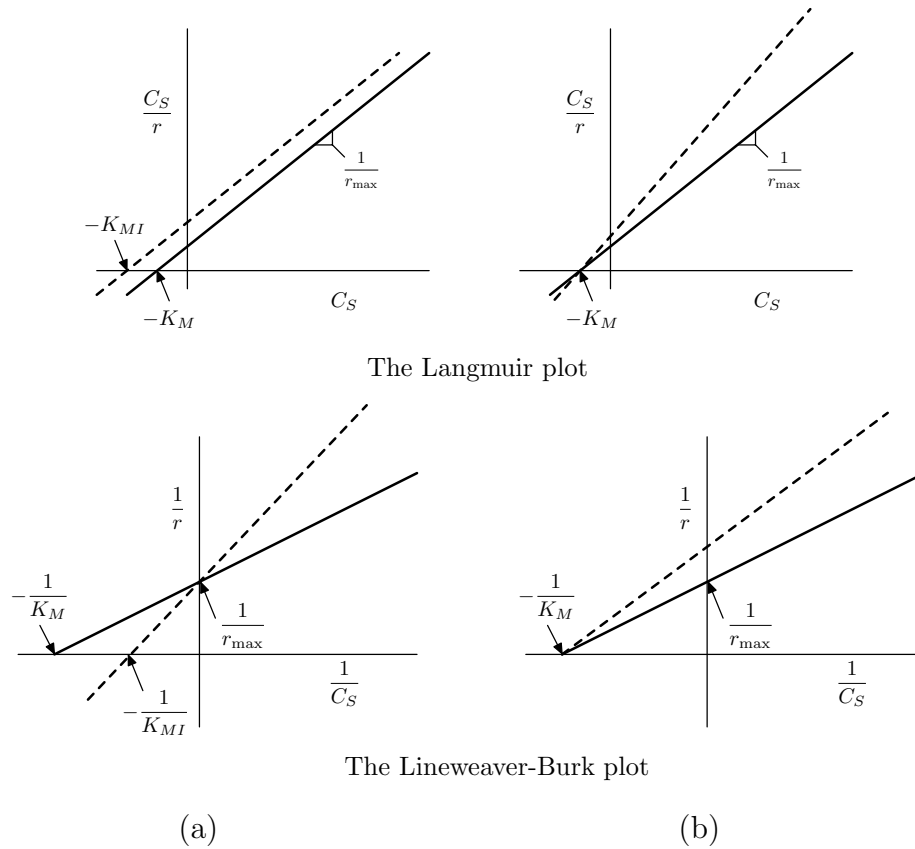 C_S/r
C_S/r
1/r_max
1/r_max
−K_MI
C_S
C_S
−K_M
−K_M
The Langmuir plot
1/r
1/r
−1/K_M
−1/K_M
1/r_max
1/r_max
1/C_S
1/C_S
−1/K_MI
The Lineweaver-Burk plot
(a) (b)